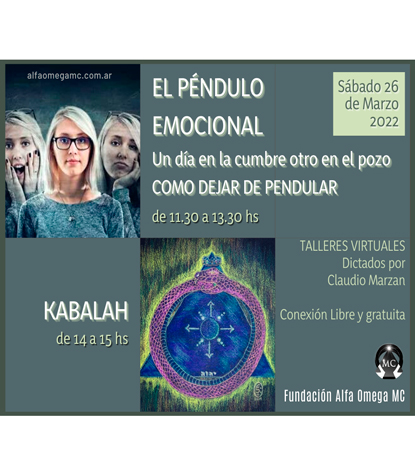 alfaomegamc.com.ar
EL PÉNDULO
EMOCIONAL
Un día en la cumbre otro en el pozo
COMO DEJAR DE PENDULAR
de 11.30 a 13.30 hs
Sábado 26
de Marzo
2022
KABALAH
de 14 a 15 hs
TALLERES VIRTUALES
Dictados por
Claudio Marzan
Conexión Libre y gratuita
MC
Fundación Alfa Omega MC